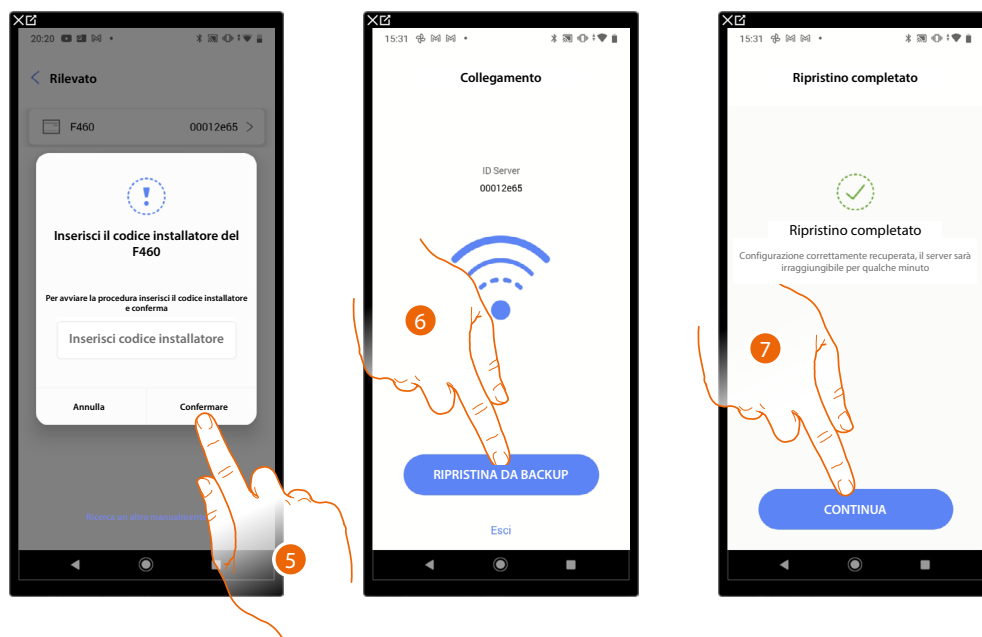 20:20
Rilevato
F460
00012e65
Inserisci il codice installatore del
F460
Per avviare la procedura inserisci il codice installatore
e conferma
Inserisci codice installatore
Annulla
Confermare
5
15:31
Collegamento
ID Server
00012e65
6
RIPRISTINA DA BACKUP
Esci
15:31
Ripristino completato
Ripristino completato
Configurazione correttamente recuperata, il server sarà
irraggiungibile per qualche minuto
7
CONTINUA